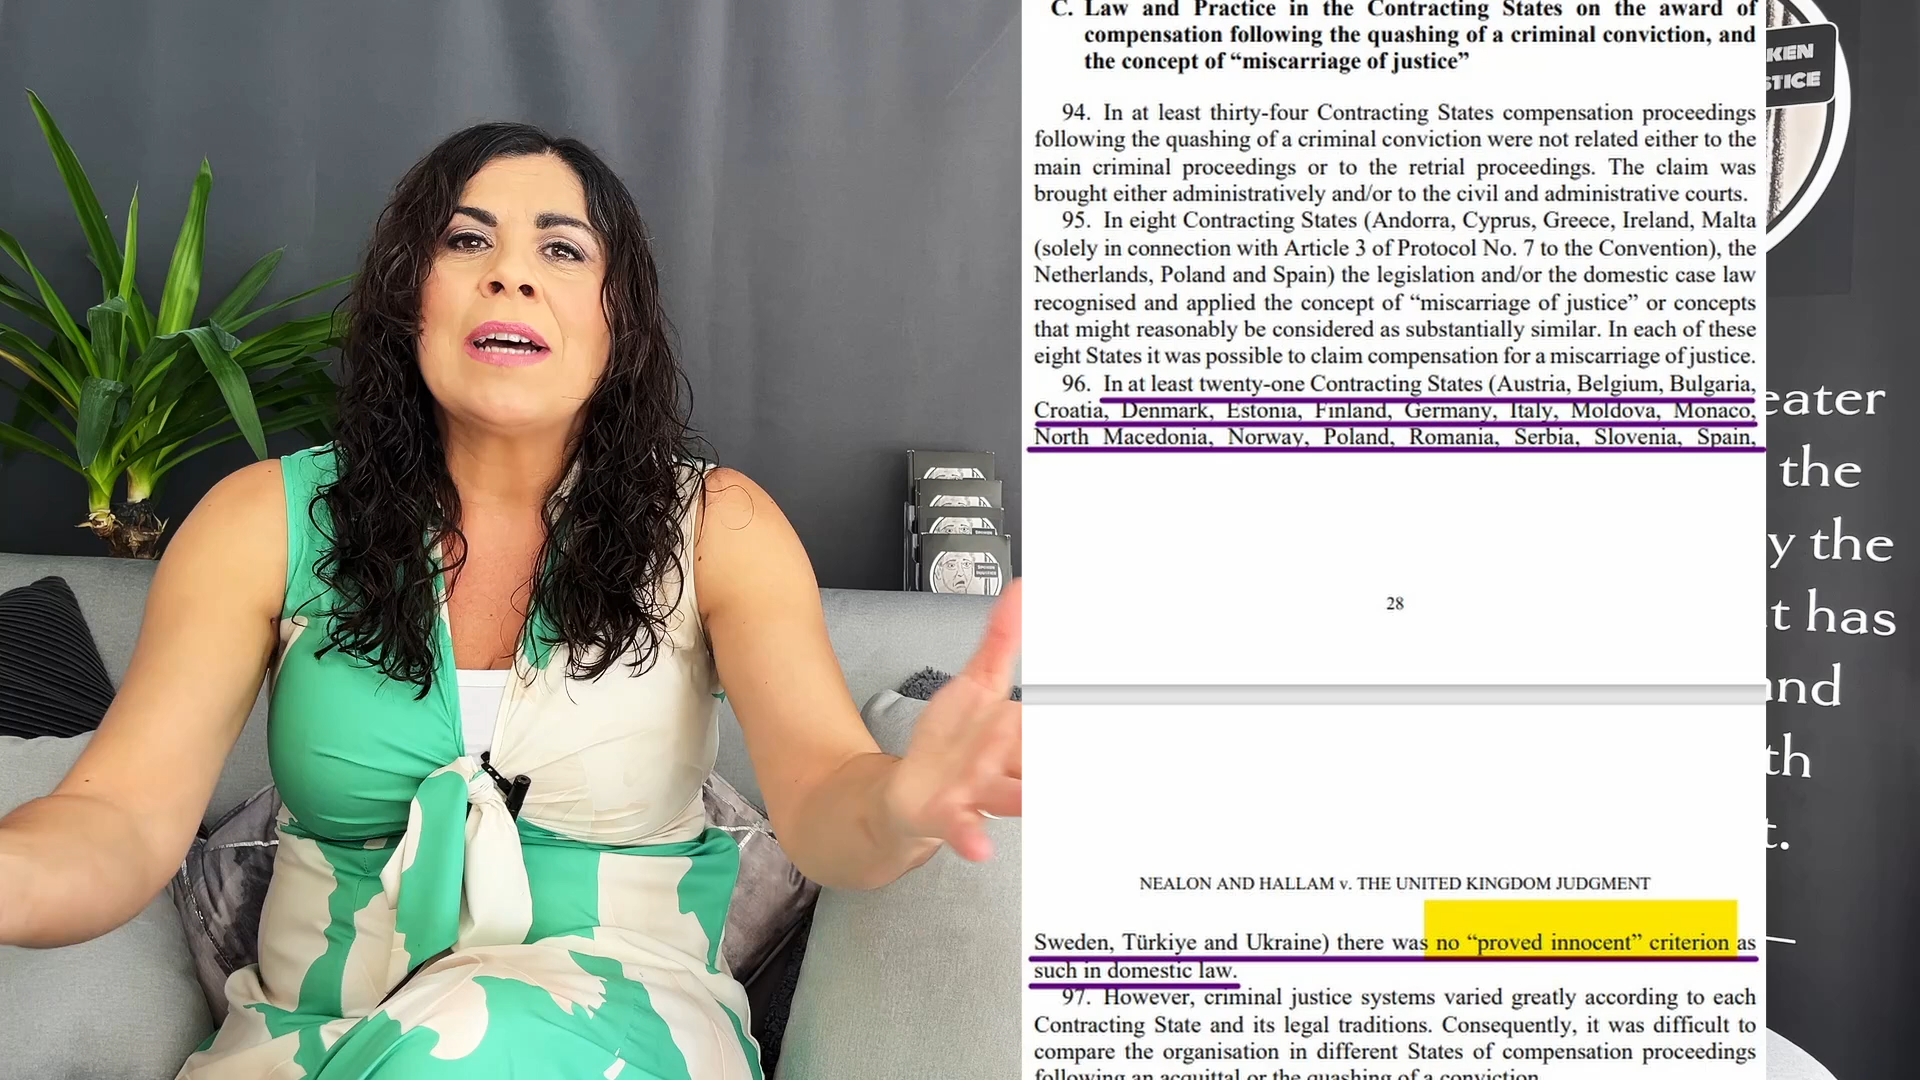 C. Law and Practice in the Contracting States on the award of
compensation following the quashing of a criminal conviction, and
the concept of “miscarriage of justice”
94. In at least thirty-four Contracting States compensation proceedings
following the quashing of a criminal conviction were not related either to the
main criminal proceedings or to the retrial proceedings. The claim was
brought either administratively and/or to the civil and administrative courts.
95. In eight Contracting States (Andorra, Cyprus, Greece, Ireland, Malta
(solely in connection with Article 3 of Protocol No. 7 to the Convention), the
Netherlands, Poland and Spain) the legislation and/or the domestic case law
recognised and applied the concept of “miscarriage of justice” or concepts
that might reasonably be considered as substantially similar. In each of these
eight States it was possible to claim compensation for a miscarriage of justice.
96. In at least twenty-one Contracting States (Austria, Belgium, Bulgaria,
Croatia, Denmark, Estonia, Finland, Germany, Italy, Moldova, Monaco,
North Macedonia, Norway, Poland, Romania, Serbia, Slovenia, Spain,
28
NEALON AND HALLAM v. THE UNITED KINGDOM JUDGMENT
Sweden, Türkiye and Ukraine) there was no “proved innocent” criterion as
such in domestic law.
97. However, criminal justice systems varied greatly according to each
Contracting State and its legal traditions. Consequently, it was difficult to
compare the organisation in different States of compensation proceedings
following an acquittal or the quashing of a conviction.
KEN
STICE
eater
the
y the
t has
and
th
t.